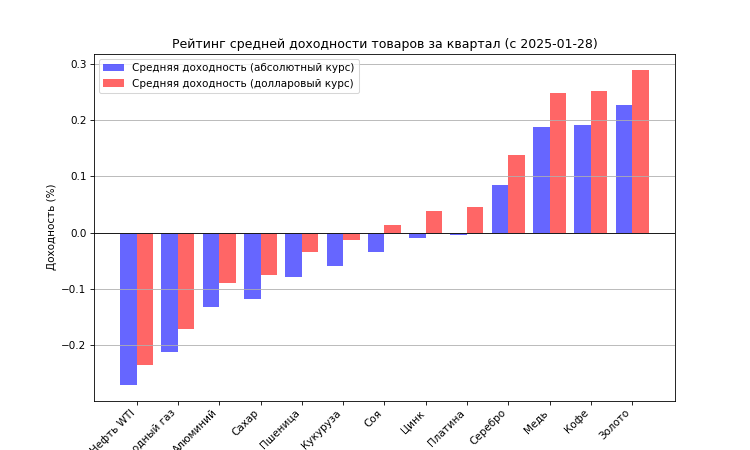 Рейтинг средней доходности товаров за квартал (с 2025-01-28)
Средняя доходность (абсолютный курс)
Средняя доходность (долларовый курс)
Доходность (%)
0.3
0.2
0.1
0.0
−0.1
−0.2
Нефть WTI
одный газ
Алюминий
Сахар
Пшеница
Кукуруза
Соя
Цинк
Платина
Серебро
Медь
Кофе
Золото